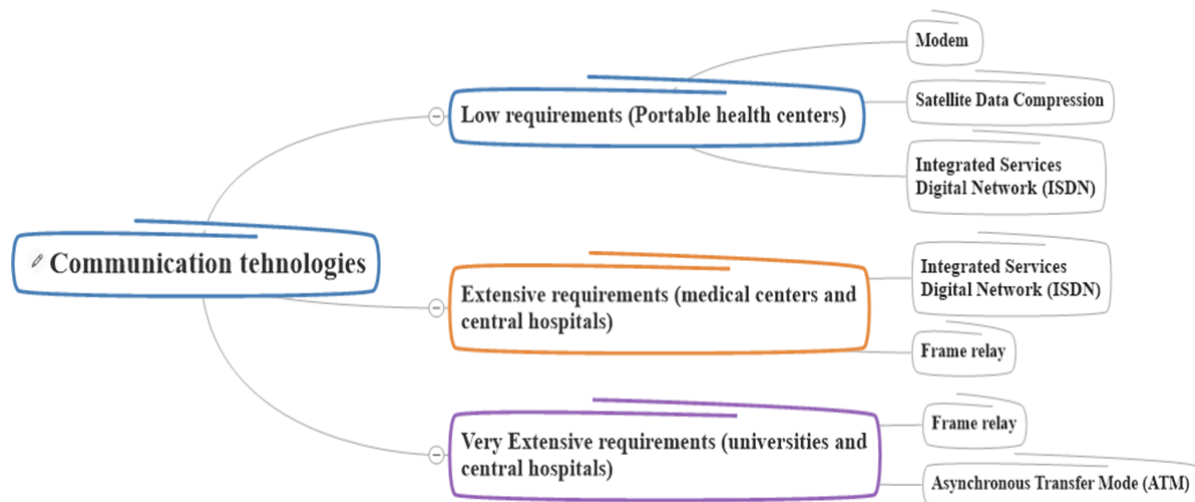 Communication tehnologies
Low requirements (Portable health centers)
Modem
Satellite Data Compression
Integrated Services
Digital Network (ISDN)
Extensive requirements (medical centers and
central hospitals)
Integrated Services
Digital Network (ISDN)
Frame relay
Very Extensive requirements (universities and
central hospitals)
Frame relay
Asynchronous Transfer Mode (ATM)